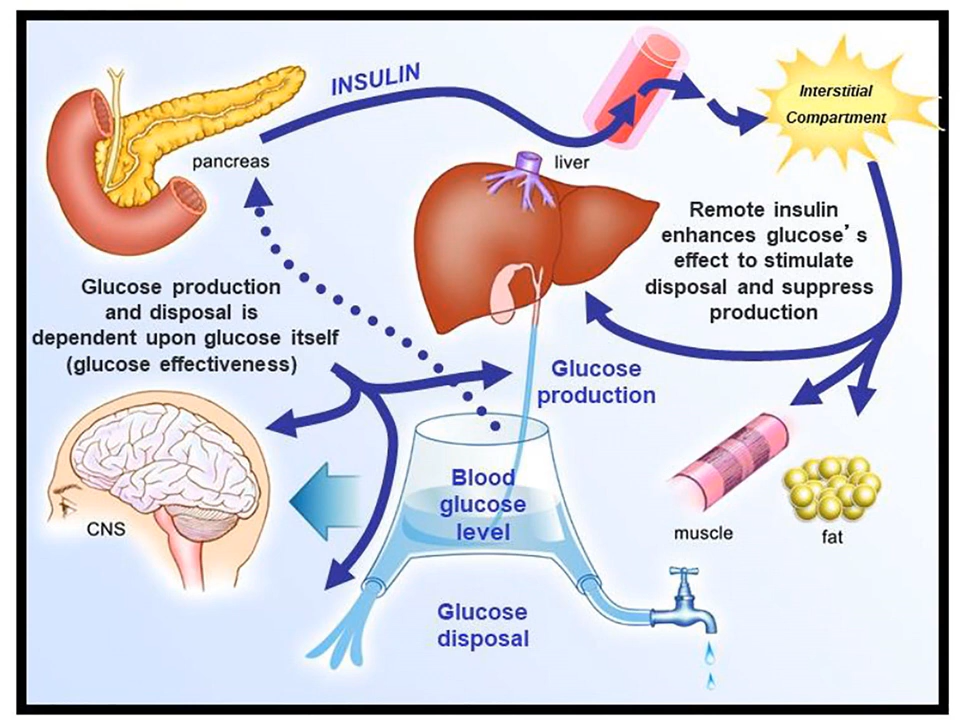 INSULIN
Interstitial
Compartment
pancreas
liver
Remote insulin
enhances glucose’s
effect to stimulate
disposal and suppress
production
Glucose production
and disposal is
dependent upon glucose itself
(glucose effectiveness)
Glucose
production
Blood
glucose
level
CNS
muscle
fat
Glucose
disposal